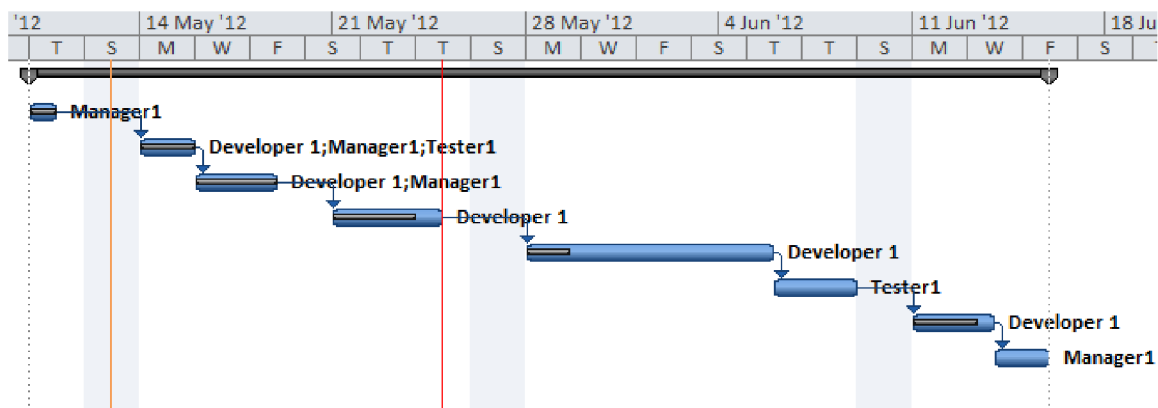 '12 14 May '12 21 May '12 28 May '12 4 Jun '12 11 Jun '12 18 Ju
T S M W F S T T S M W F S T T S M W F S
Manager1
Developer 1;Manager1;Tester1
Developer 1;Manager1
Developer 1
Developer 1
Tester1
Developer 1
Manager1